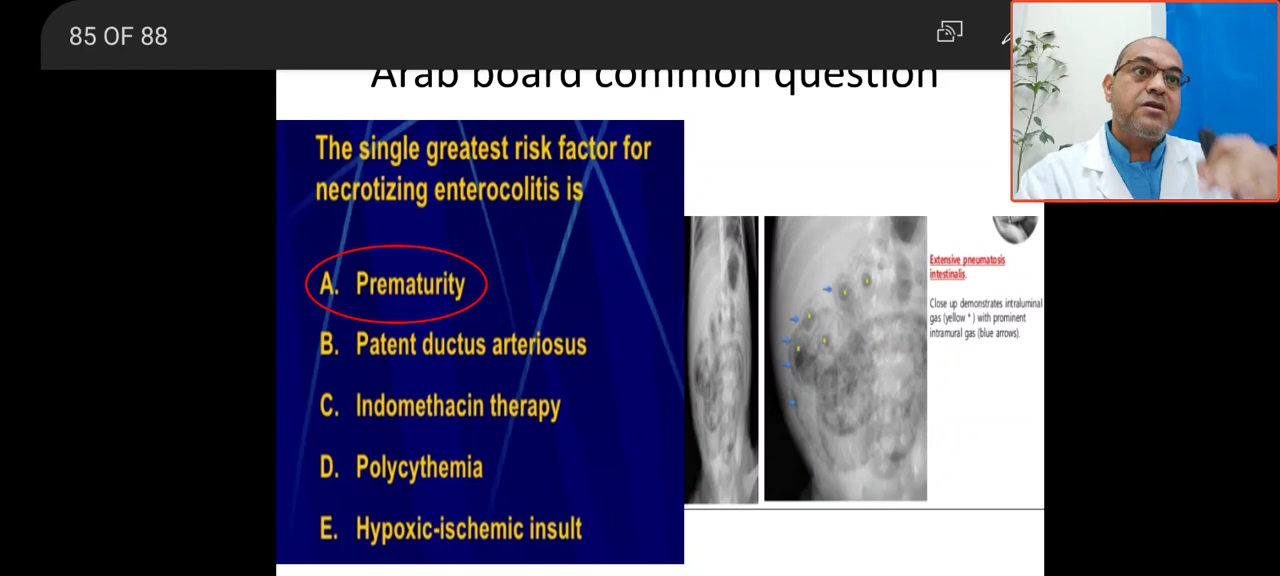 85 OF 88
Arab board common question
The single greatest risk factor for
necrotizing enterocolitis is
A. Prematurity
B. Patent ductus arteriosus
C. Indomethacin therapy
D. Polycythemia
E. Hypoxic-ischemic insult
Extensive pneumatosis
intestinalis.
Close up demonstrates intraluminal
gas (yellow * ) with prominent
intramural gas (blue arrows).